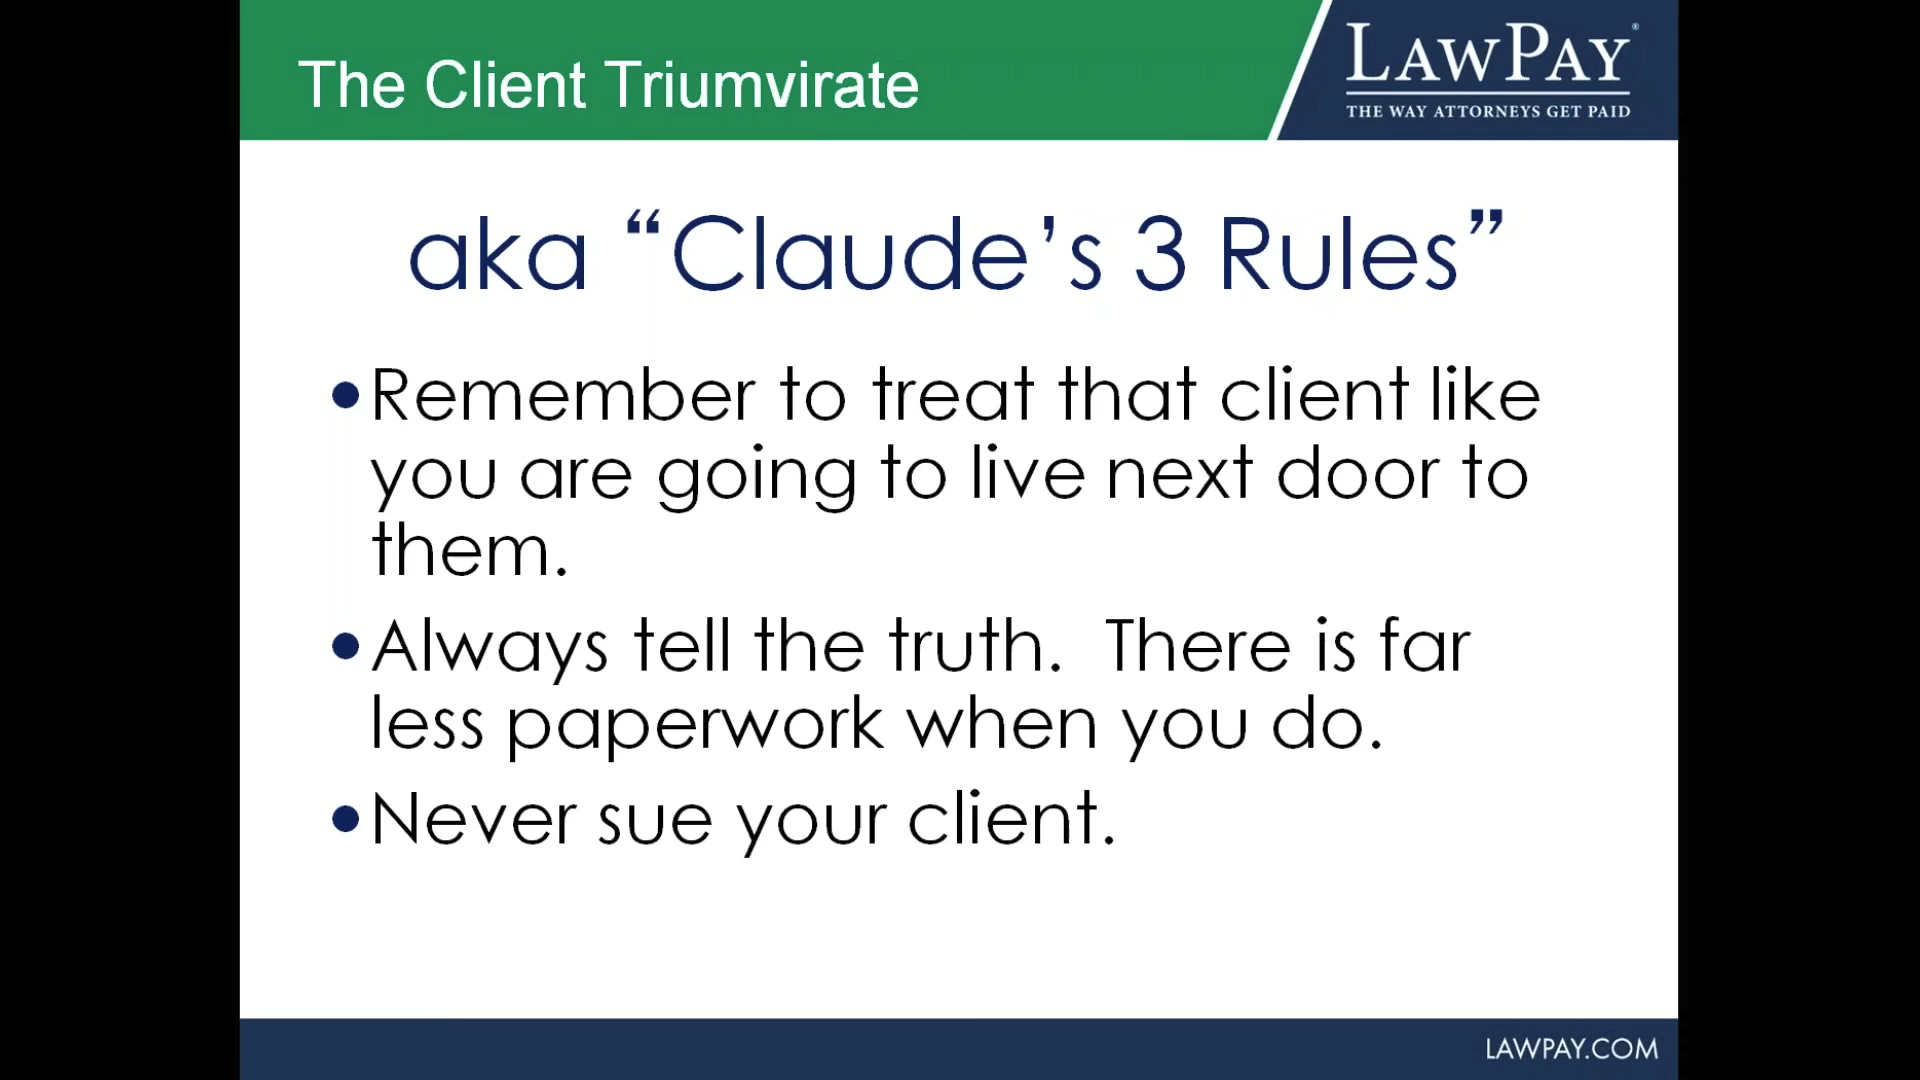 The Client Triumvirate
LAWPAY®
THE WAY ATTORNEYS GET PAID
aka “Claude’s 3 Rules”
•Remember to treat that client like
you are going to live next door to
them.
•Always tell the truth.  There is far
less paperwork when you do.
•Never sue your client.
LAWPAY.COM